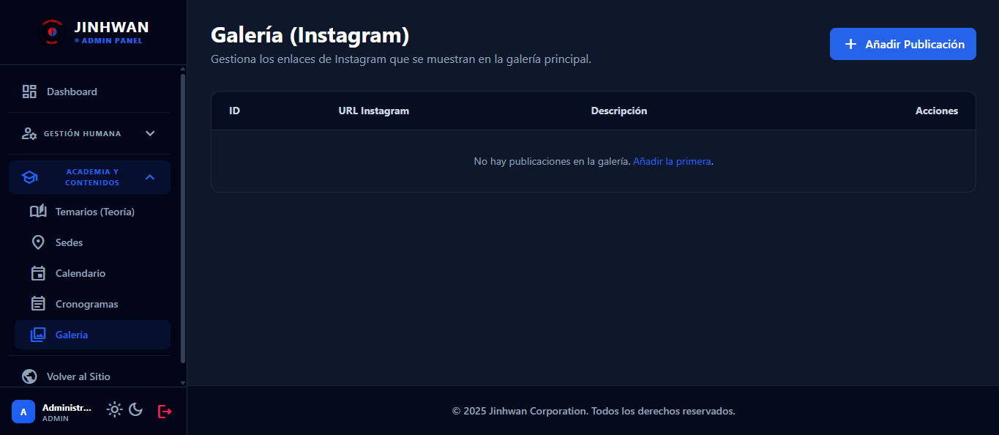 JINHWAN
ADMIN PANEL
Dashboard
GESTIÓN HUMANA
ACADEMIA Y
CONTENIDOS
Temarios (Teoría)
Sedes
Calendario
Cronogramas
Galería
Volver al Sitio
A
Administr...
ADMIN
Galería (Instagram)
Gestiona los enlaces de Instagram que se muestran en la galería principal.
+ Añadir Publicación
ID URL Instagram Descripción Acciones
No hay publicaciones en la galería. Añadir la primera.
© 2025 Jinhwan Corporation. Todos los derechos reservados.